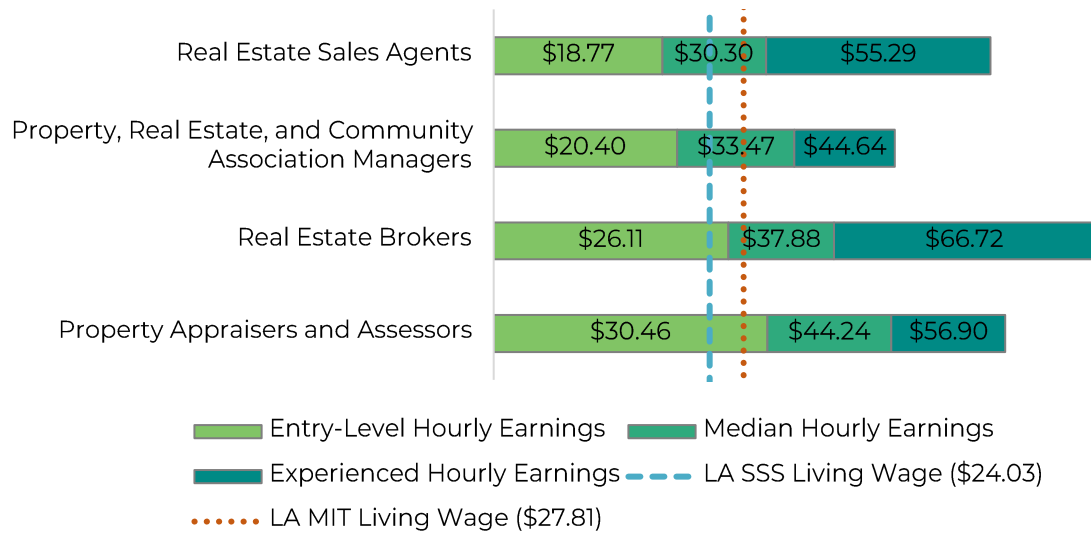 Real Estate Sales Agents
$18.77 $30.30 $55.29
Property, Real Estate, and Community
Association Managers
$20.40 $33.47 $44.64
Real Estate Brokers
$26.11 $37.88 $66.72
Property Appraisers and Assessors
$30.46 $44.24 $56.90
Entry-Level Hourly Earnings
Median Hourly Earnings
Experienced Hourly Earnings
LA SSS Living Wage ($24.03)
LA MIT Living Wage ($27.81)